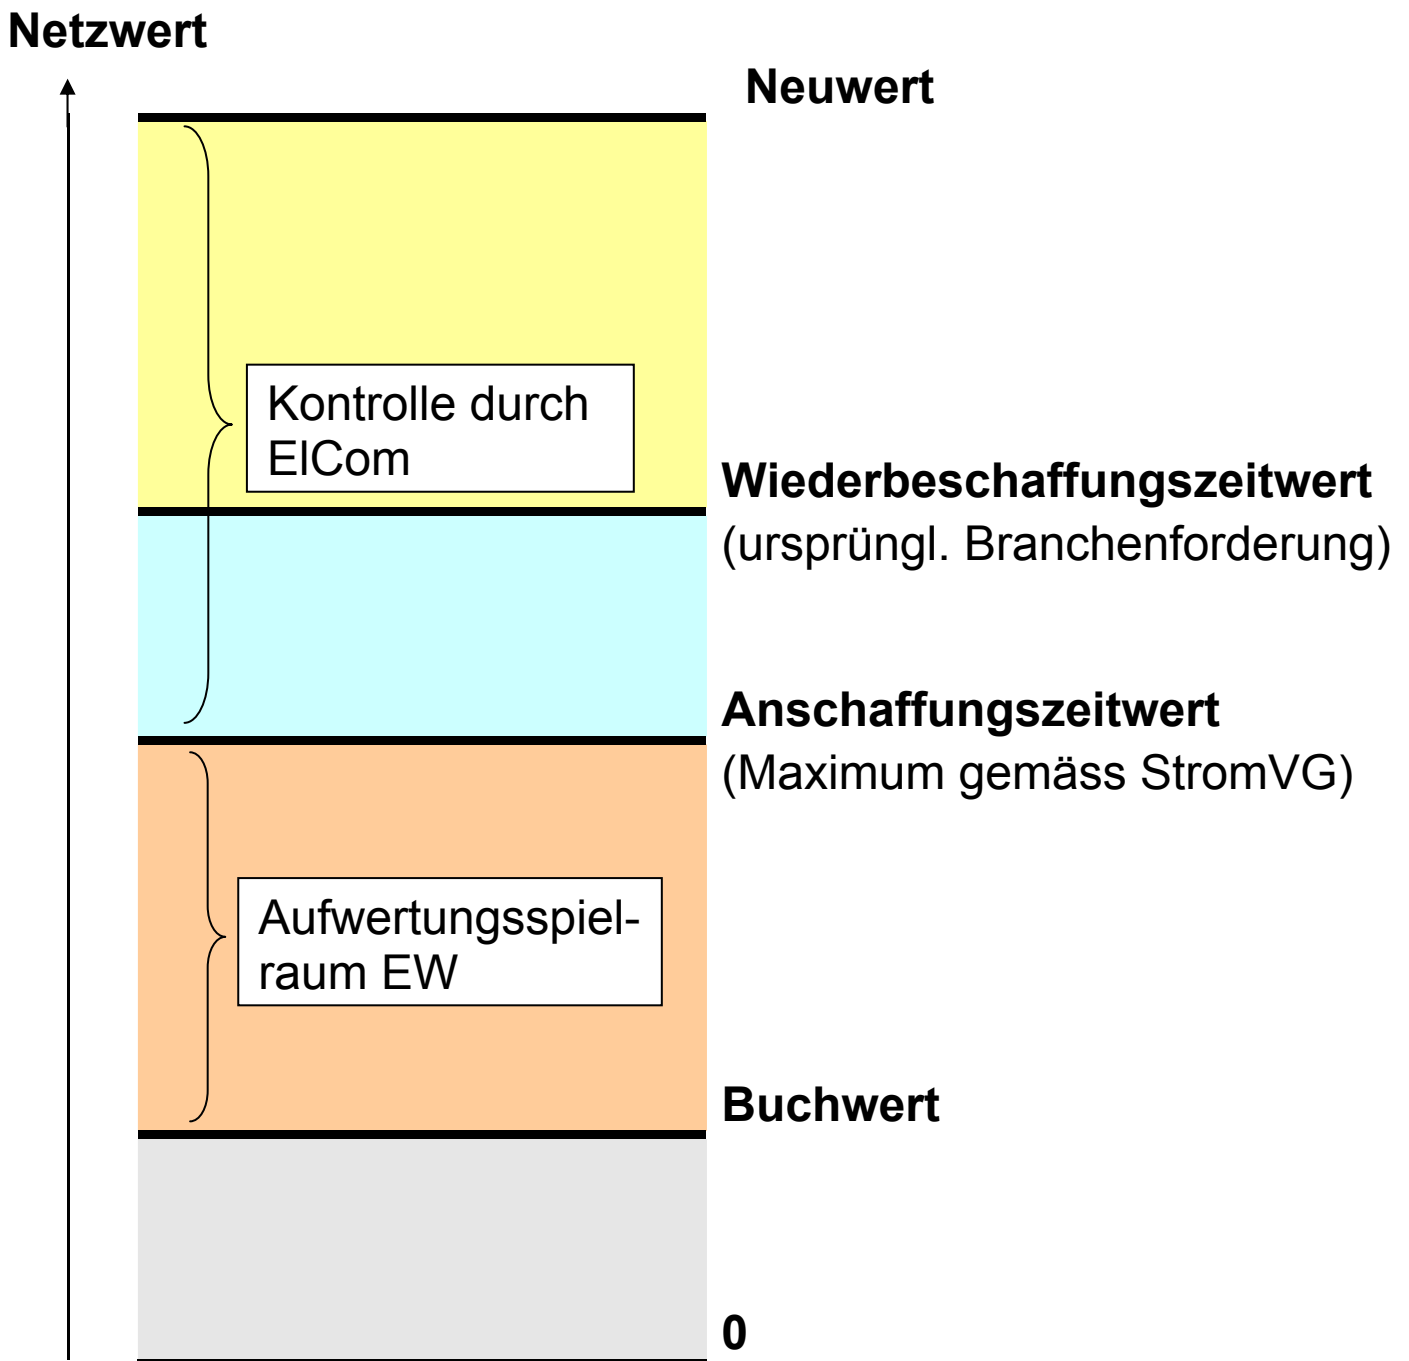 Netzwert
Neuwert
Kontrolle durch
ElCom
Wiederbeschaffungszeitwert
(ursprüngl. Branchenforderung)
Anschaffungszeitwert
(Maximum gemäss StromVG)
Aufwertungsspiel-
raum EW
Buchwert
0